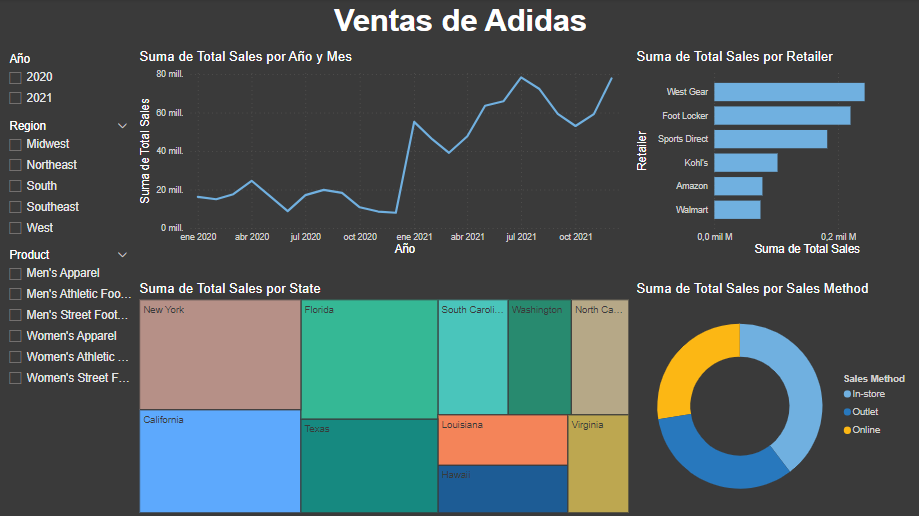 Ventas de Adidas
Año
2020
2021
Region
Midwest
Northeast
South
Southeast
West
Product
Men's Apparel
Men's Athletic Foo...
Men's Street Foot...
Women's Apparel
Women's Athletic ...
Women's Street F...
Suma de Total Sales por Año y Mes
Suma de Total Sales
80 mill.
60 mill.
40 mill.
20 mill.
0 mill.
ene 2020
abr 2020
jul 2020
oct 2020
ene 2021
abr 2021
jul 2021
oct 2021
Año
Suma de Total Sales por Retailer
Retailer
West Gear
Foot Locker
Sports Direct
Kohl's
Amazon
Walmart
0,0 mil M
0,2 mil M
Suma de Total Sales
Suma de Total Sales por State
New York
Florida
South Caroli...
Washington
North Ca...
California
Texas
Louisiana
Virginia
Hawaii
Suma de Total Sales por Sales Method
Sales Method
In-store
Outlet
Online